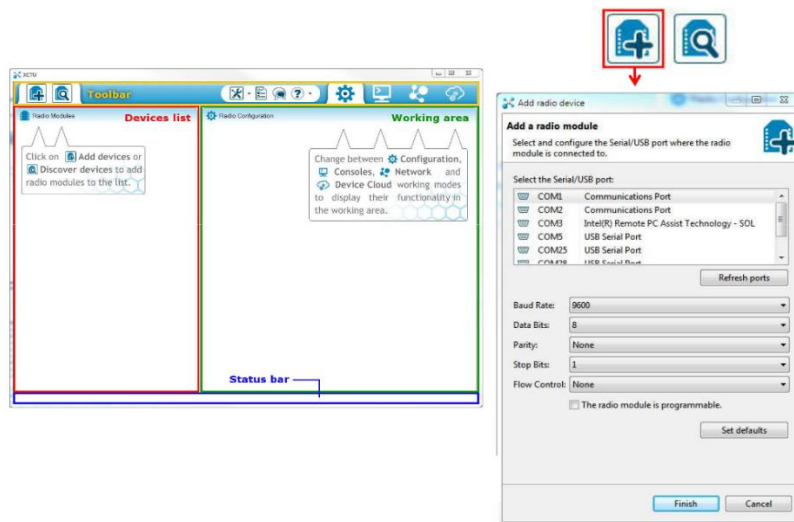 XCTU
Toolbar
Radio Modules
Devices list
Click on Add devices or
Discover devices to add
radio modules to the list.
Radio Configuration
Working area
Change between Configuration,
Consoles, Network and
Device Cloud working modes
to display their functionality in
the working area.
Status bar
Add radio device
Add a radio module
Select and configure the Serial/USB port where the radio
module is connected to.
Select the Serial/USB port:
COM1 Communications Port
COM2 Communications Port
COM3 Intel(R) Remote PC Assist Technology - SOL
COM5 USB Serial Port
COM25 USB Serial Port
COM28 USB Serial Port
Refresh ports
Baud Rate: 9600
Data Bits: 8
Parity: None
Stop Bits: 1
Flow Control: None
The radio module is programmable.
Set defaults
Finish Cancel